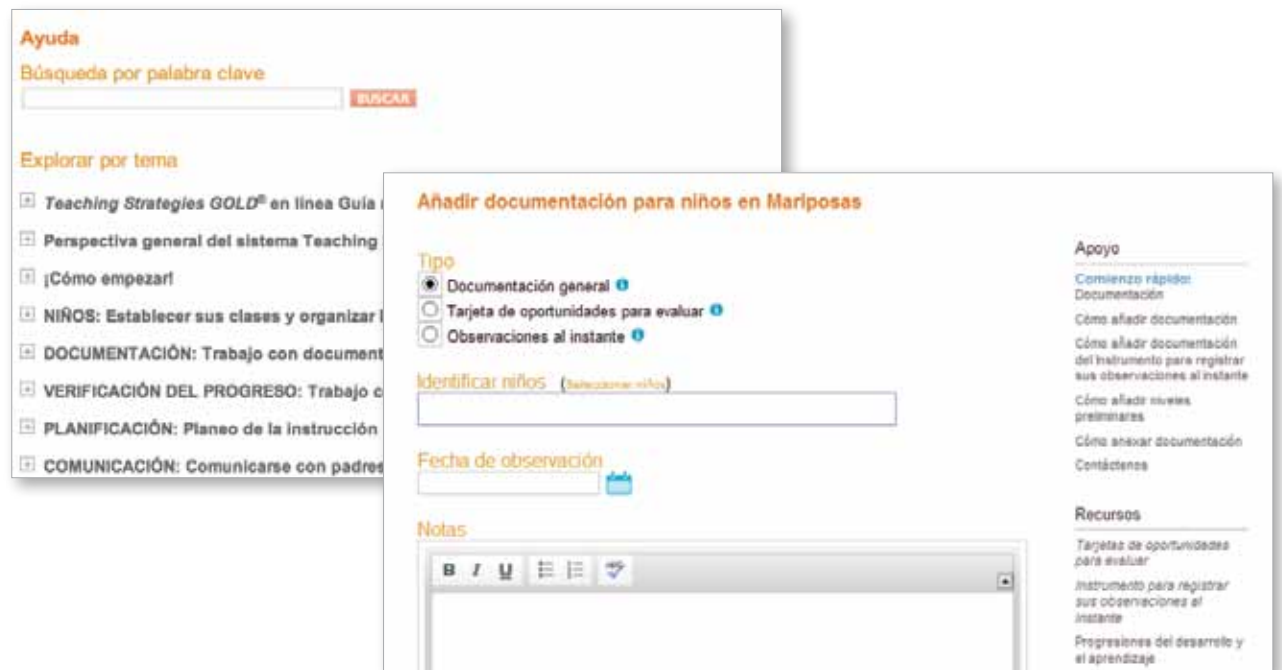 Ayuda
Búsqueda por palabra clave
BUSCAR
Explorar por tema
Teaching Strategies GOLD® en línea Guía
Perspectiva general del sistema Teaching
¡Cómo empezar!
NIÑOS: Establecer sus clases y organizar
DOCUMENTACIÓN: Trabajo con document
VERIFICACIÓN DEL PROGRESO: Trabajo c
PLANIFICACIÓN: Planeo de la instrucción
COMUNICACIÓN: Comunicarse con padres
Añadir documentación para niños en Mariposas
Tipo
Documentación general
Tarjeta de oportunidades para evaluar
Observaciones al instante
Identificar niños (Seleccionar niños)
Fecha de observación
Notas
B I U
Apoyo
Comienzo rápido:
Documentación
Cómo añadir documentación
Cómo añadir documentación
del Instrumento para registrar
sus observaciones al instante
Cómo añadir niveles
preliminares
Cómo anexar documentación
Contáctenos
Recursos
Tarjetas de oportunidades
para evaluar
Instrumento para registrar
sus observaciones al
instante
Progresiones del desarrollo y
el aprendizaje